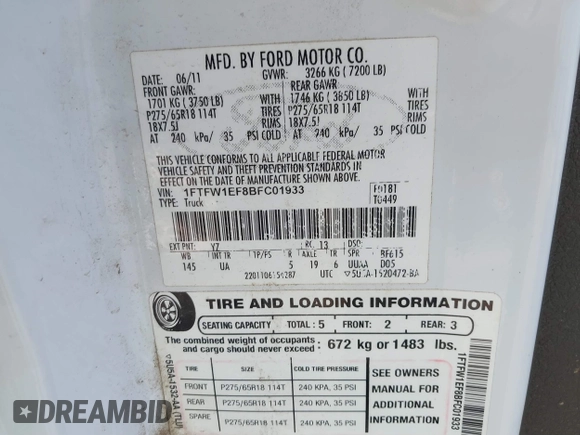 MFD. BY FORD MOTOR CO.
DATE: 06/11 GVWR: 3266 KG ( 7200 LB)
FRONT GAWR: REAR GAWR:
1701 KG ( 3750 LB) WITH 1746 KG ( 3850 LB) WITH
P275/65R18 114T TIRES P275/65R18 114T TIRES
18X7.5J RIMS 18X7.5J RIMS
AT 240 kPa/ 35 PSI COLD AT 240 kPa/ 35 PSI COLD
THIS VEHICLE CONFORMS TO ALL APPLICABLE FEDERAL MOTOR
VEHICLE SAFETY AND THEFT PREVENTION STANDARDS IN EFFECT ON THE
DATE OF MANUFACTURE SHOWN ABOVE.
VIN: 1FTFW1EF8BFC01933 F0181
TYPE: Truck T0449
EXT PNT: YZ RC: 13 DSO:
WB INT TR TP/PS R AXLE TR SPR BF615
145 UA 5 19 6 UUAA D05
UTC
TIRE AND LOADING INFORMATION
SEATING CAPACITY TOTAL: 5 FRONT: 2 REAR: 3
The combined weight of occupants
and cargo should never exceed: 672 kg or 1483 lbs.
TIRE SIZE COLD TIRE PRESSURE
FRONT P275/65R18 114T 240 KPA, 35 PSI
REAR P275/65R18 114T 240 KPA, 35 PSI
SPARE P275/65R18 114T 240 KPA, 35 PSI
SEE OWNERS
MANUAL FOR
ADDITIONAL
INFORMATION
1FTFW1EF8BFC01933
DREAMBID